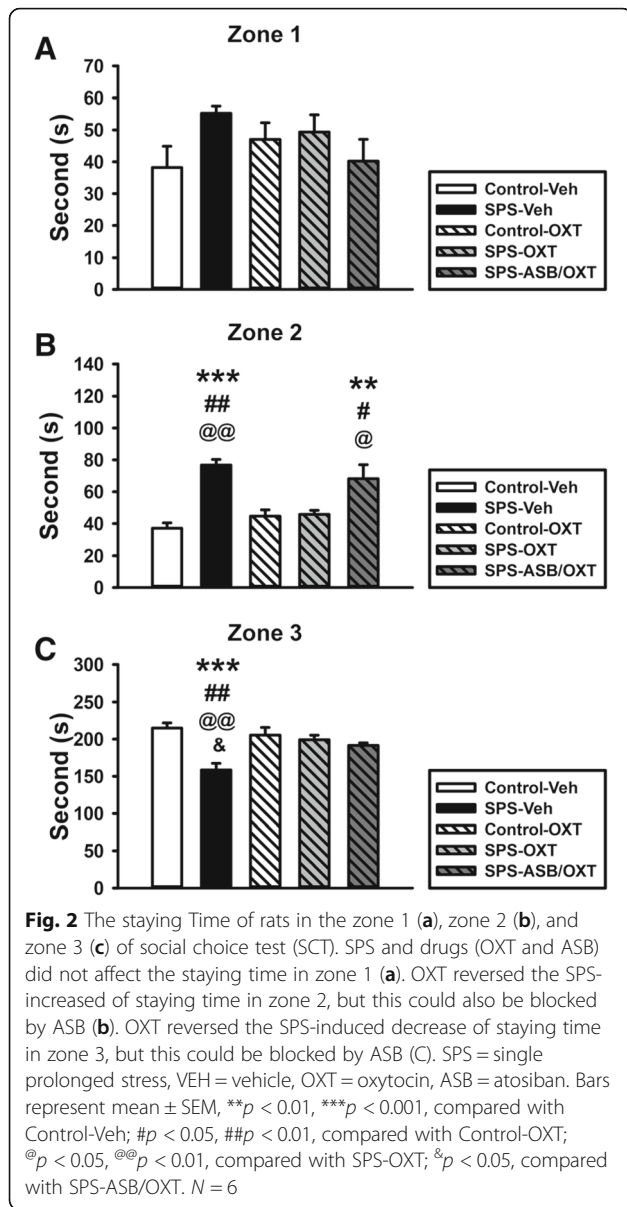 A
Zone 1
Second (s)
70
60
50
40
30
20
10
0
Control-Veh
SPS-Veh
Control-OXT
SPS-OXT
SPS-ASB/OXT
B
Zone 2
Second (s)
140
120
100
80
60
40
20
0
***
##
@@
**
#
@
Control-Veh
SPS-Veh
Control-OXT
SPS-OXT
SPS-ASB/OXT
C
Zone 3
Second (s)
300
250
200
150
100
50
0
***
##
@@
&
Control-Veh
SPS-Veh
Control-OXT
SPS-OXT
SPS-ASB/OXT
Fig. 2 The staying Time of rats in the zone 1 (a), zone 2 (b), and
zone 3 (c) of social choice test (SCT). SPS and drugs (OXT and ASB)
did not affect the staying time in zone 1 (a). OXT reversed the SPS-
increased of staying time in zone 2, but this could also be blocked
by ASB (b). OXT reversed the SPS-induced decrease of staying time
in zone 3, but this could be blocked by ASB (C). SPS = single
prolonged stress, VEH = vehicle, OXT = oxytocin, ASB = atosiban. Bars
represent mean ± SEM, **p < 0.01, ***p < 0.001, compared with
Control-Veh; #p < 0.05, ##p < 0.01, compared with Control-OXT;
@p < 0.05, @@p < 0.01, compared with SPS-OXT; &p < 0.05, compared
with SPS-ASB/OXT. N = 6